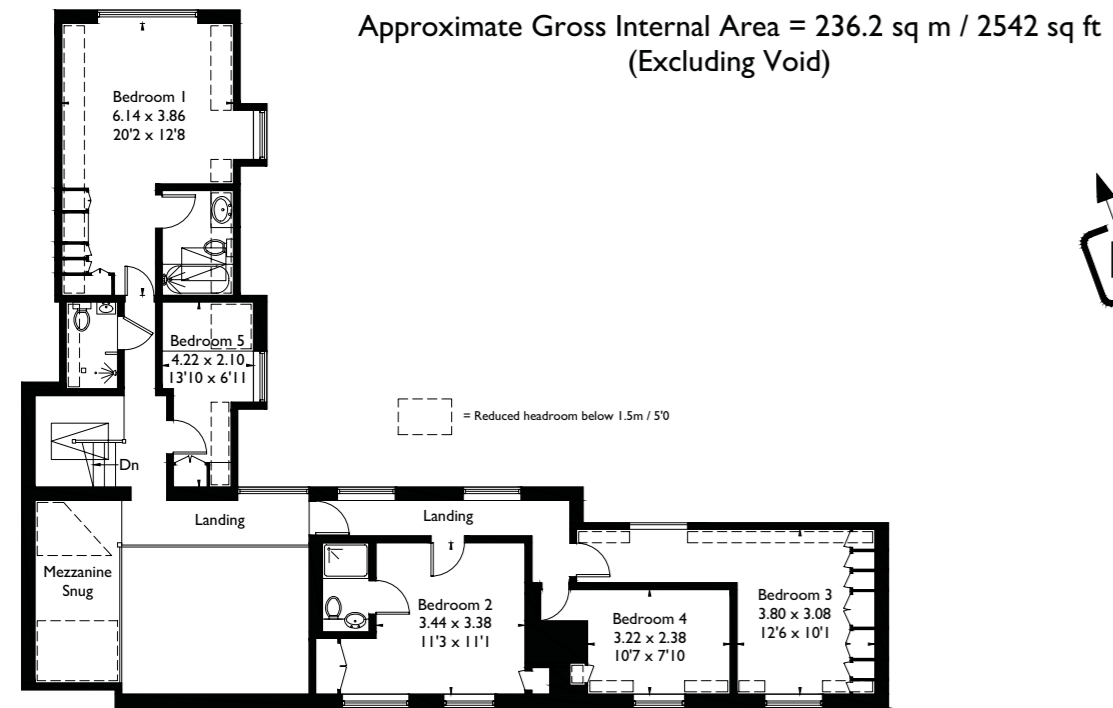 Approximate Gross Internal Area = 236.2 sq m / 2542 sq ft
(Excluding Void)
Bedroom 1
6.14 x 3.86
20'2 x 12'8
Bedroom 5
4.22 x 2.10
13'10 x 6'11
= Reduced headroom below 1.5m / 5'0
Dn
Landing
Landing
Mezzanine
Snug
Bedroom 2
3.44 x 3.38
11'3 x 11'1
Bedroom 4
3.22 x 2.38
10'7 x 7'10
Bedroom 3
3.80 x 3.08
12'6 x 10'1